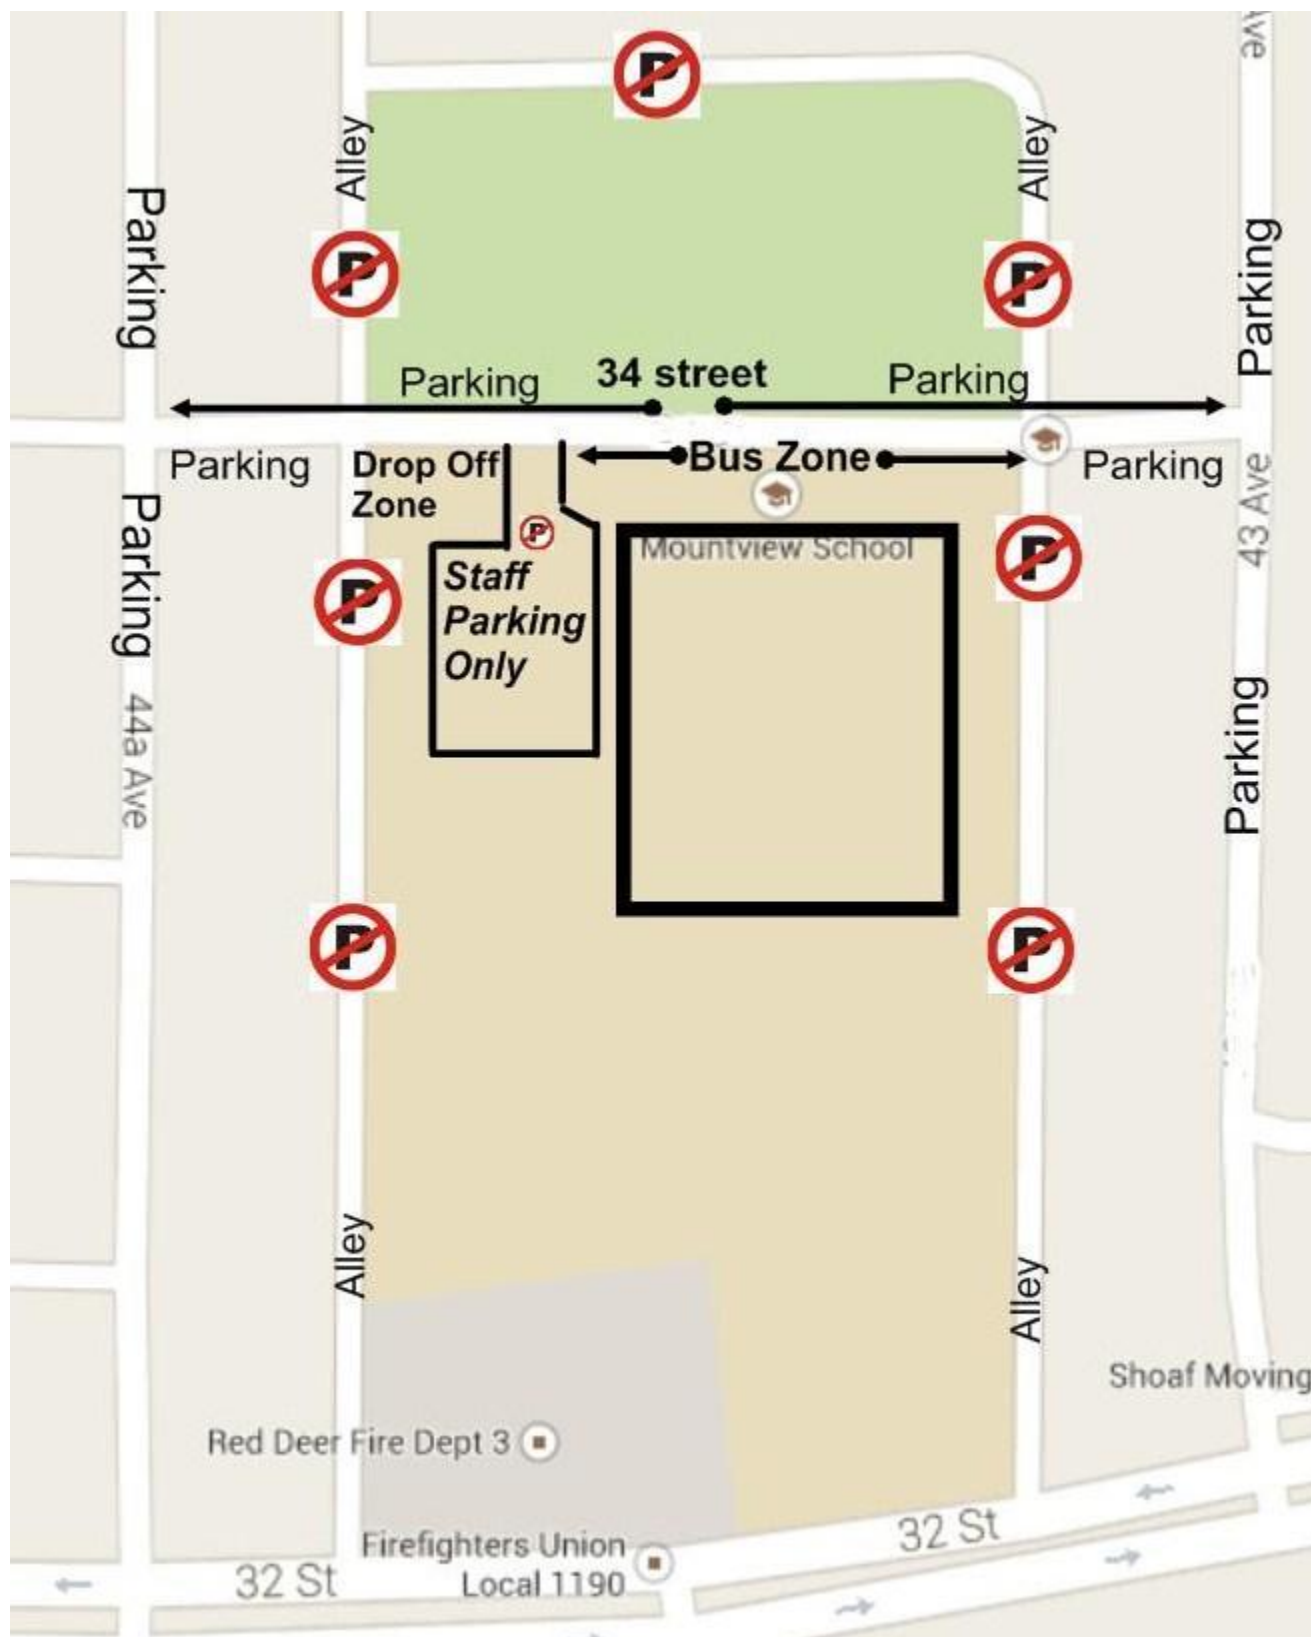 Ave
P
Alley
Alley
Parking
Parking
P
P
34 street
Parking
Parking
Bus Zone
Parking
Drop Off
Zone
Parking
43 Ave
P
Mountview School
Parking
P
Staff
Parking
Only
P
44a Ave
Parking
P
P
Alley
Alley
Shoaf Moving
Red Deer Fire Dept 3
32 St
Firefighters Union
Local 1190
32 St